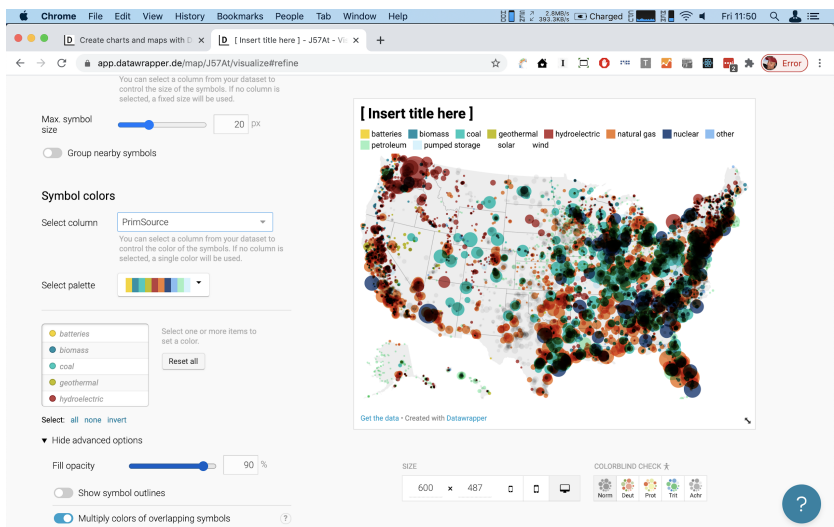 Chrome File Edit View History Bookmarks People Tab Window Help
2.8MB/s
393.3KB/s
Charged
Fri 11:50
Create charts and maps with D
[ Insert title here ] - J57At - Vi
app.datawrapper.de/map/J57At/visualize#refine
Error
You can select a column from your dataset to
control the size of the symbols. If no column is
selected, a fixed size will be used.
Max. symbol
size
20 px
Group nearby symbols
Symbol colors
Select column
PrimSource
You can select a column from your dataset to
control the color of the symbols. If no column is
selected, a single color will be used.
Select palette
batteries
biomass
coal
geothermal
hydroelectric
Select one or more items to
set a color.
Reset all
Select: all none invert
Hide advanced options
Fill opacity
90 %
Show symbol outlines
Multiply colors of overlapping symbols
?
[ Insert title here ]
batteries biomass coal geothermal hydroelectric natural gas nuclear other
petroleum pumped storage solar wind
Get the data • Created with Datawrapper
SIZE
600 × 487
COLORBLIND CHECK
Norm Deut Prot Trit Achr
?